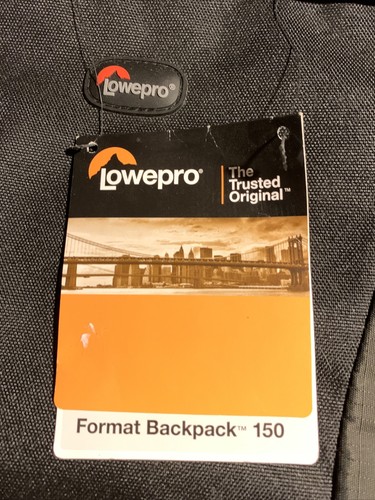 Lowepro®
Lowepro®
The
Trusted
Original™
Format Backpack™ 150